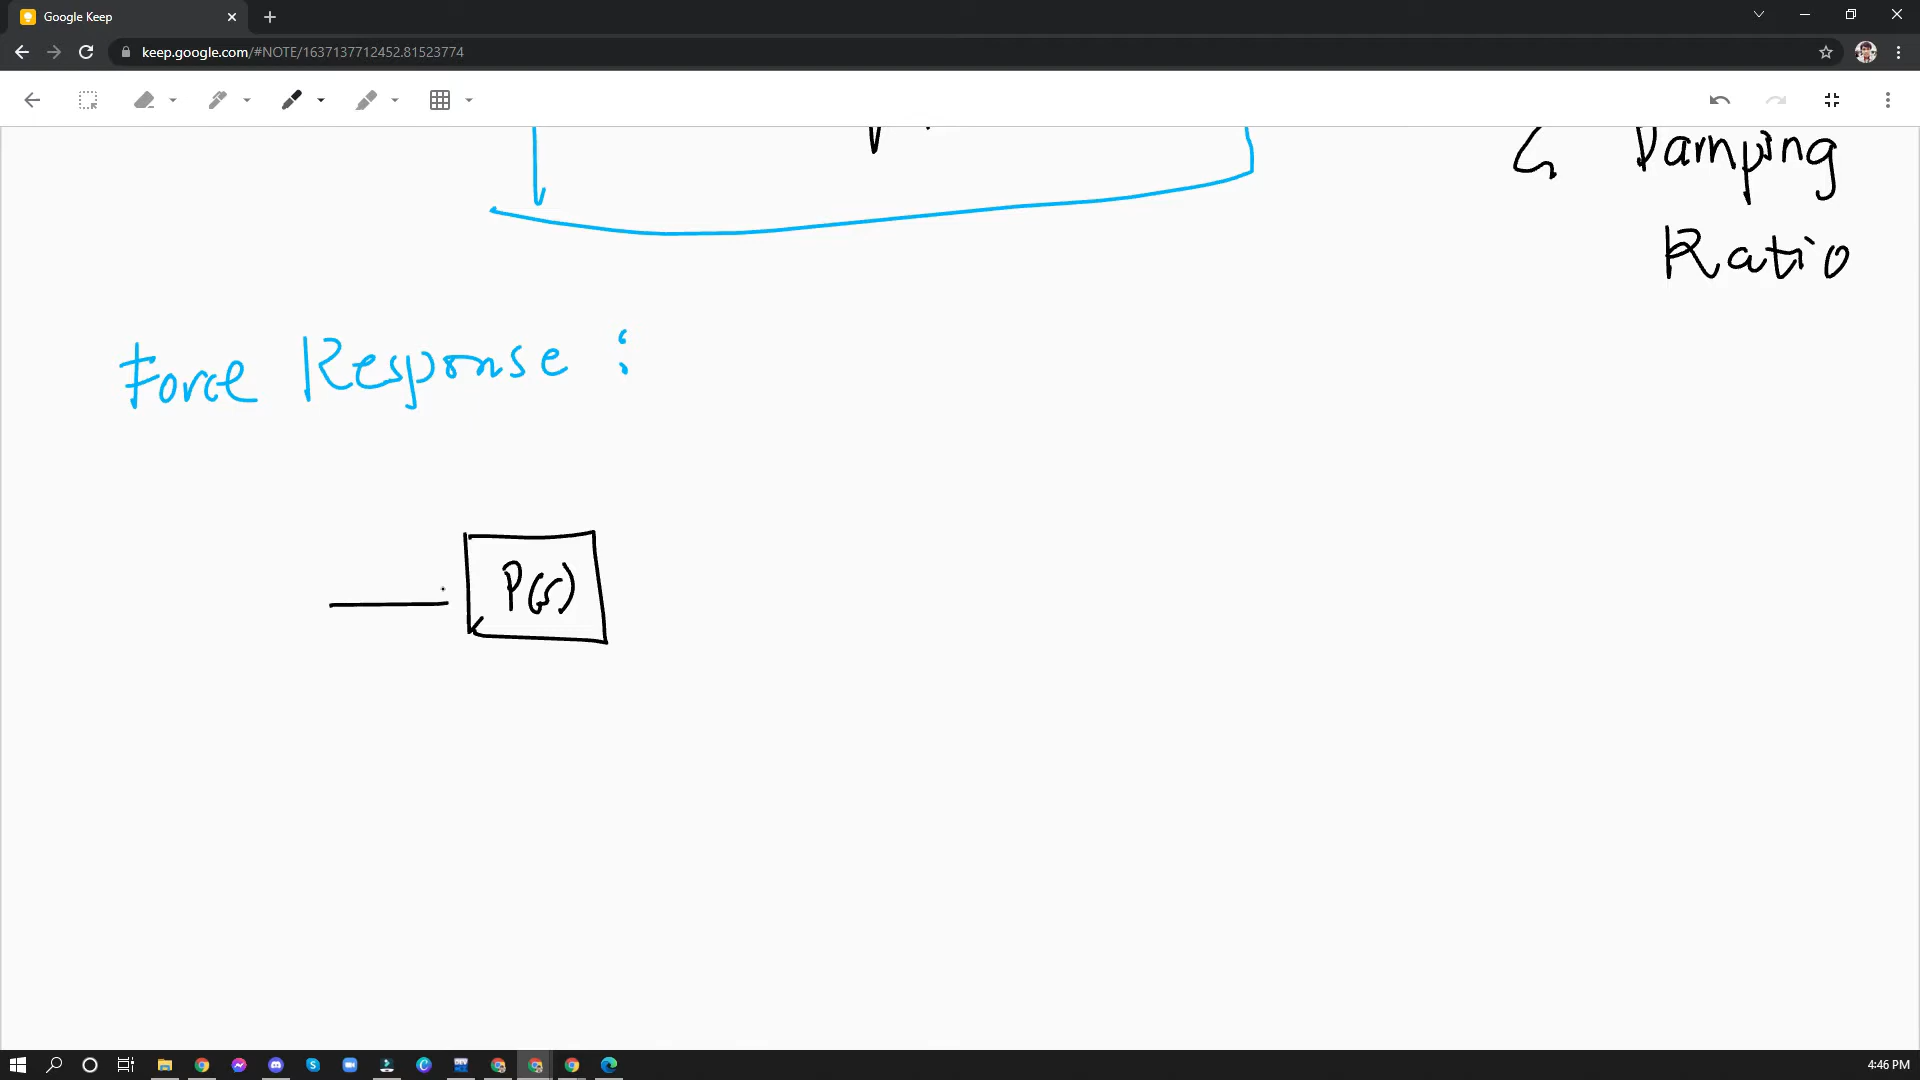 Google Keep
keep.google.com/#NOTE/1637137712452.81523774
Damping
Ratio
Force Response :
P(s)
4:46 PM